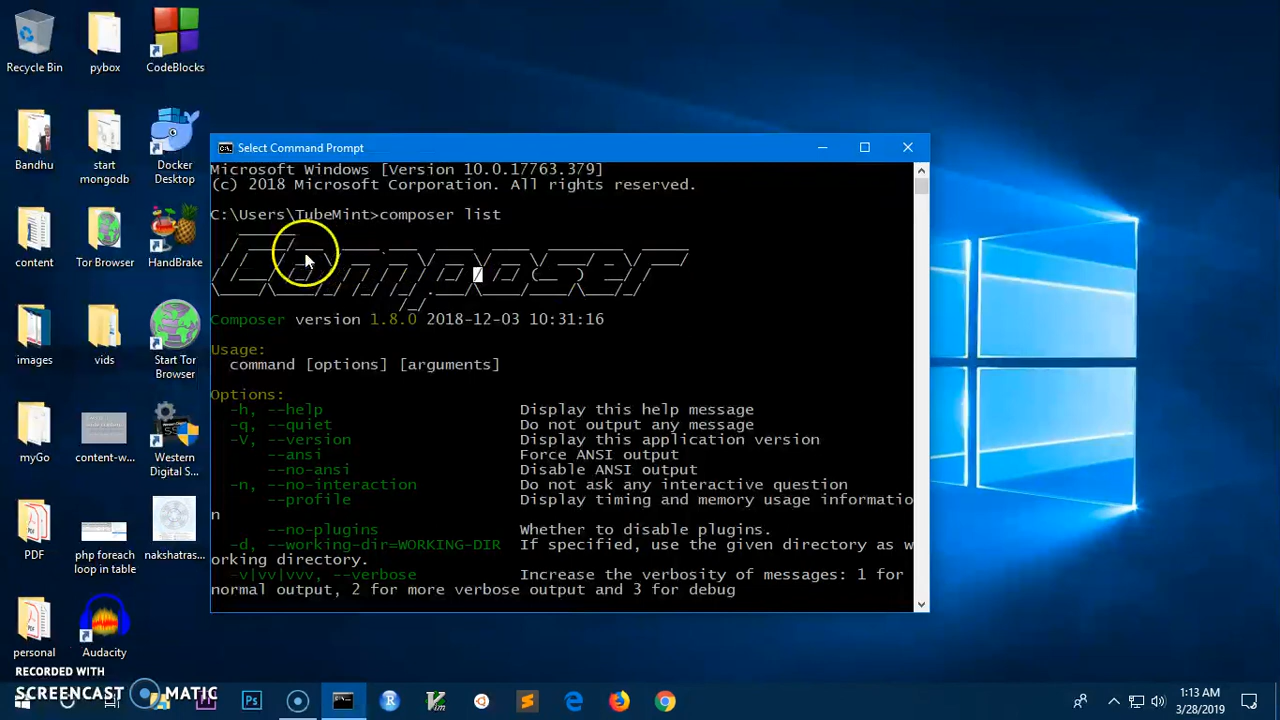 Recycle Bin
pybox
CodeBlocks
Bandhu
start
mongodb
Docker
Desktop
content
Tor Browser
HandBrake
images
vids
Start Tor
Browser
myGo
content-w...
Western
Digital S...
PDF
php foreach
loop in table
nakshatras
personal
Audacity
Select Command Prompt
Microsoft Windows [Version 10.0.17763.379]
(c) 2018 Microsoft Corporation. All rights reserved.
C:\Users\TubeMint>composer list
Composer
Composer version 1.8.0 2018-12-03 10:31:16
Usage:
command [options] [arguments]
Options:
-h, --help Display this help message
-q, --quiet Do not output any message
-V, --version Display this application version
--ansi Force ANSI output
--no-ansi Disable ANSI output
-n, --no-interaction Do not ask any interactive question
--profile Display timing and memory usage informatio
n
--no-plugins Whether to disable plugins.
-d, --working-dir=WORKING-DIR If specified, use the given directory as w
orking directory.
-v|vv|vvv, --verbose Increase the verbosity of messages: 1 for
normal output, 2 for more verbose output and 3 for debug
RECORDED WITH
SCREENCAST MATIC
Ps
R
1:13 AM
3/28/2019